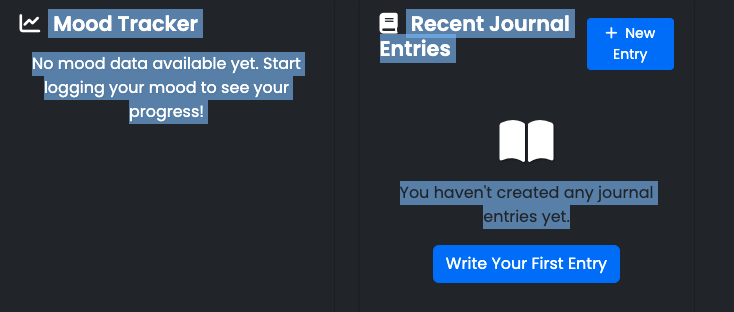 Mood Tracker
No mood data available yet. Start
logging your mood to see your
progress!
Recent Journal
Entries
+ New
Entry
You haven't created any journal
entries yet.
Write Your First Entry